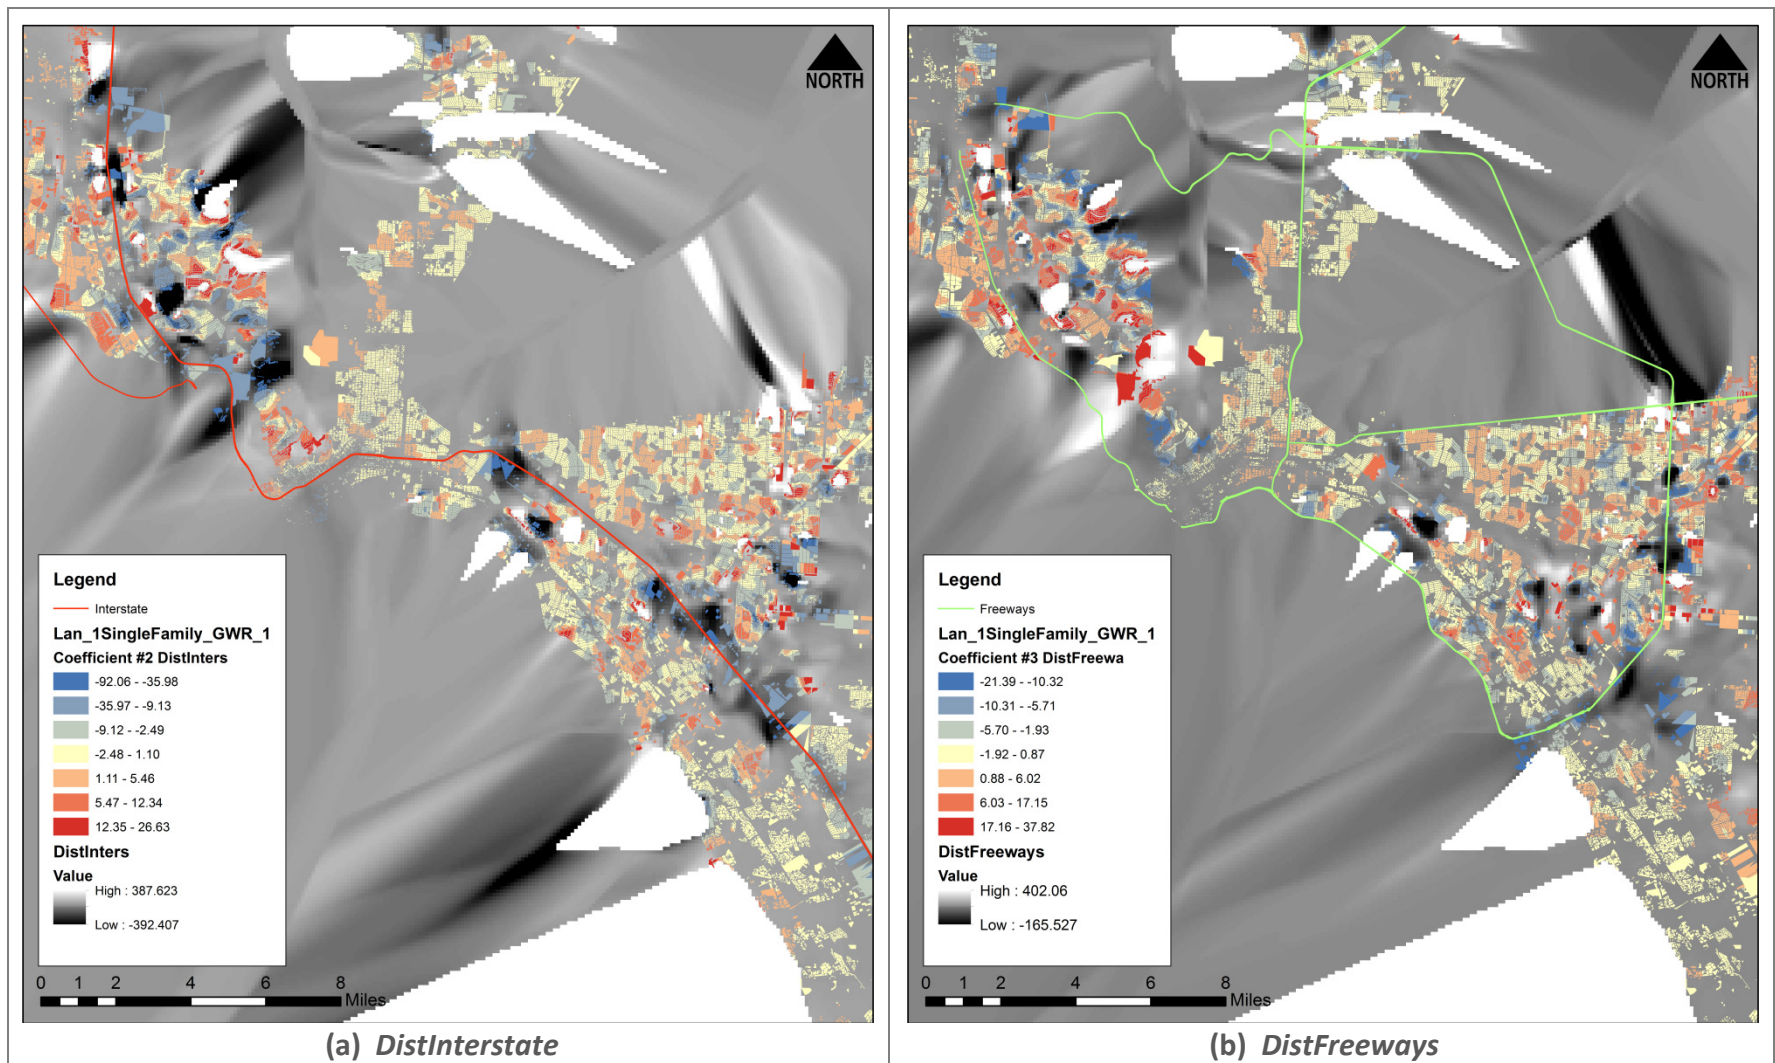 NORTH
Legend
Interstate
Lan_1SingleFamily_GWR_1
Coefficient #2 DistInters
-92.06 - -35.98
-35.97 - -9.13
-9.12 - -2.49
-2.48 - 1.10
1.11 - 5.46
5.47 - 12.34
12.35 - 26.63
DistInters
Value
High : 387.623
Low : -392.407
0 1 2 4 6 8
Miles
(a) DistInterstate
NORTH
Legend
Freeways
Lan_1SingleFamily_GWR_1
Coefficient #3 DistFreewa
-21.39 - -10.32
-10.31 - -5.71
-5.70 - -1.93
-1.92 - 0.87
0.88 - 6.02
6.03 - 17.15
17.16 - 37.82
DistFreeways
Value
High : 402.06
Low : -165.527
0 1 2 4 6 8
Miles
(b) DistFreeways